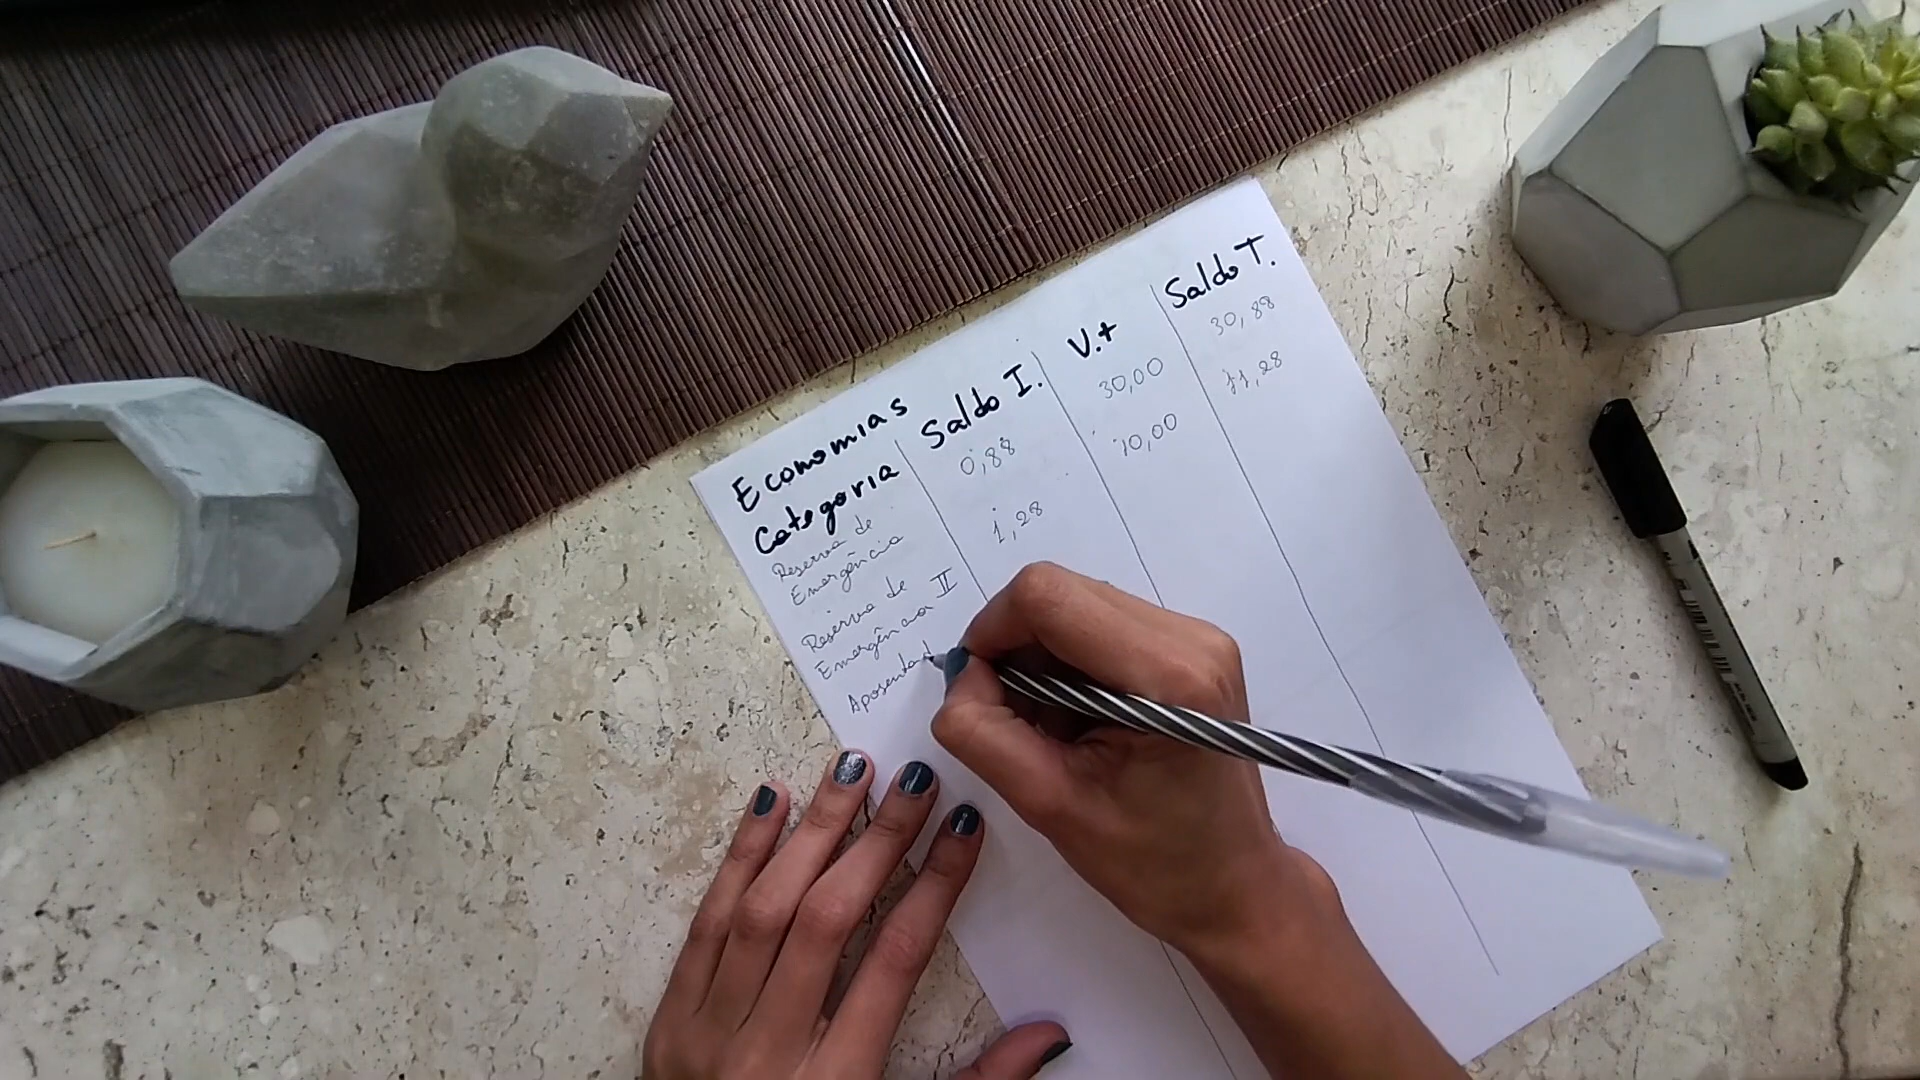 Economias
Categoria Saldo I. V.+ Saldo T.
Reserva de
Emergência 0,88 30,00 30,88
Reserva de
Emergência II 1,28 10,00 11,28
Aposentad